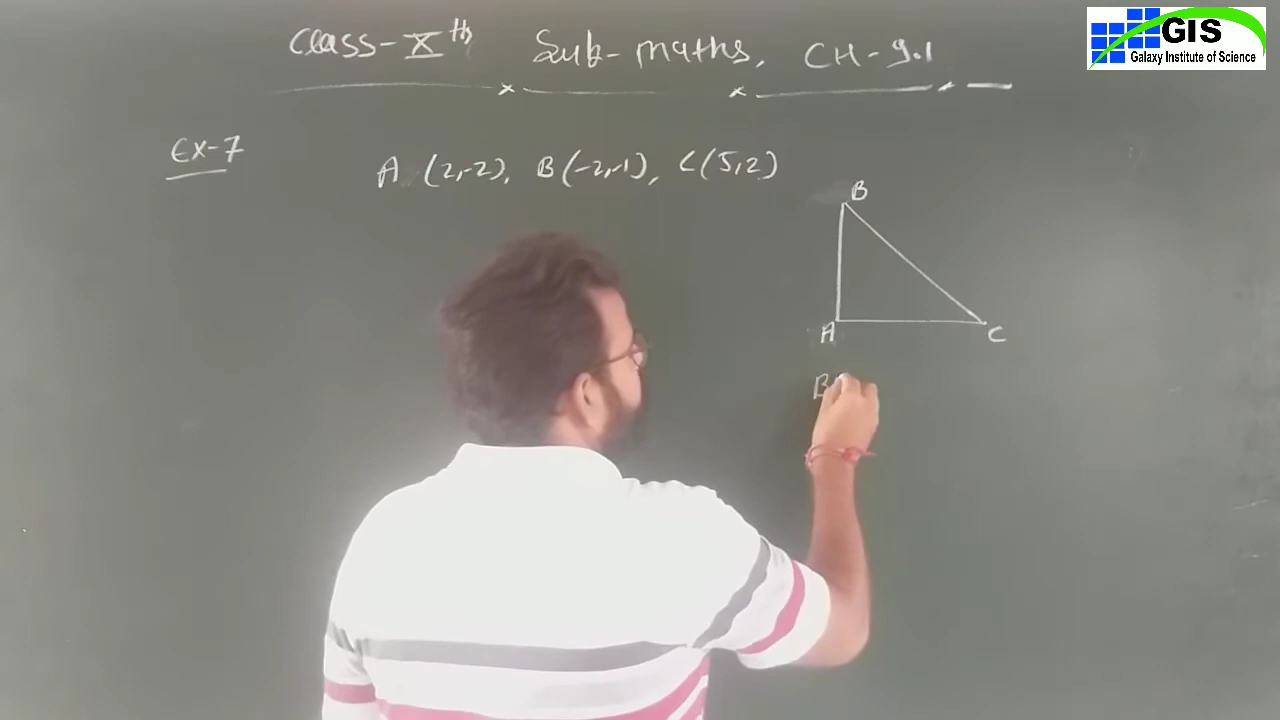 GIS
Galaxy Institute of Science
Class-Xth Sub-maths, CH-9.1
Ex-7
A (2,-2), B(-2,-1), C(5,2)
B
A C
B